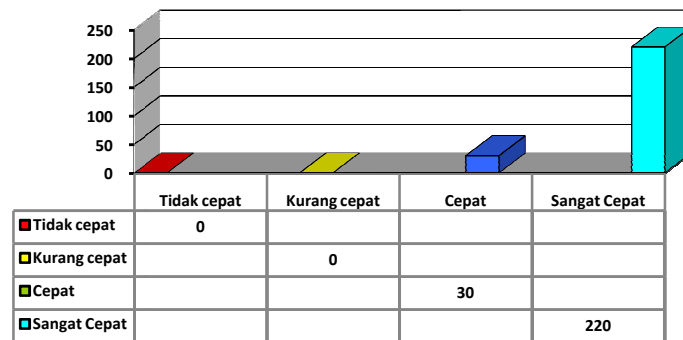 250
200
150
100
50
0
Tidak cepat Kurang cepat Cepat Sangat Cepat
Tidak cepat 0
Kurang cepat 0
Cepat 30
Sangat Cepat 220